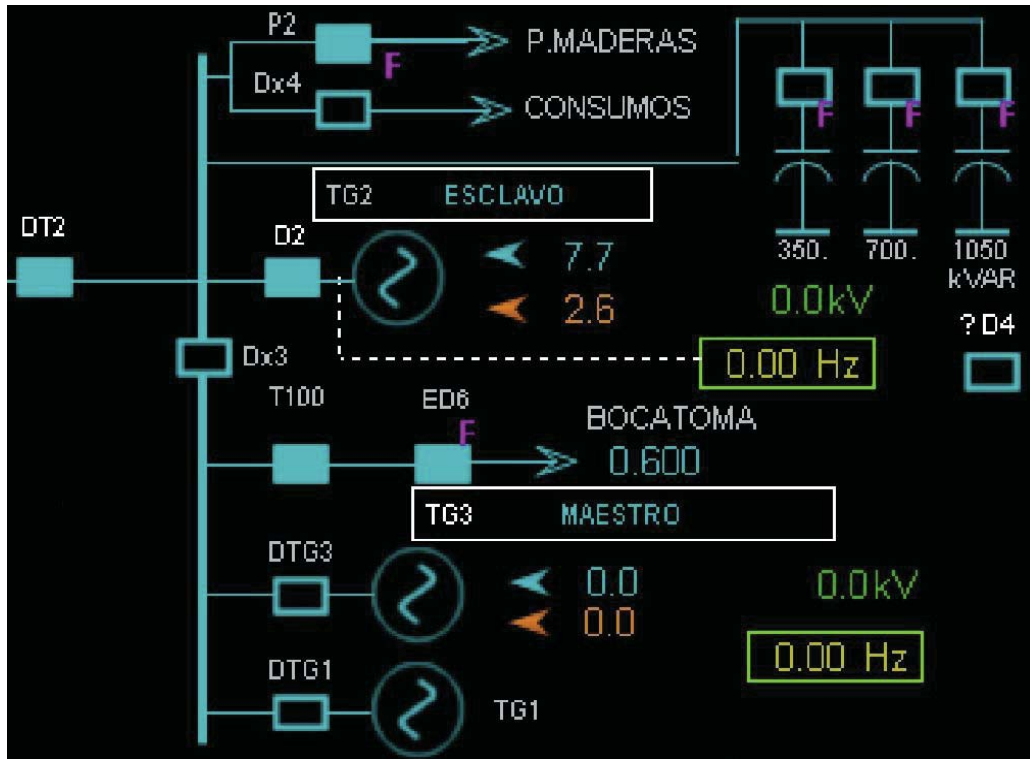 P2
P.MADERAS
F
Dx4
CONSUMOS
F F F
TG2 ESCLAVO
DT2
D2
7.7
350. 700. 1050
kVAR
2.6
0.0kV
?D4
Dx3
0.00 Hz
T100
ED6
F
BOCATOMA
0.600
TG3 MAESTRO
DTG3
0.0
0.0kV
0.0
0.00 Hz
DTG1
TG1